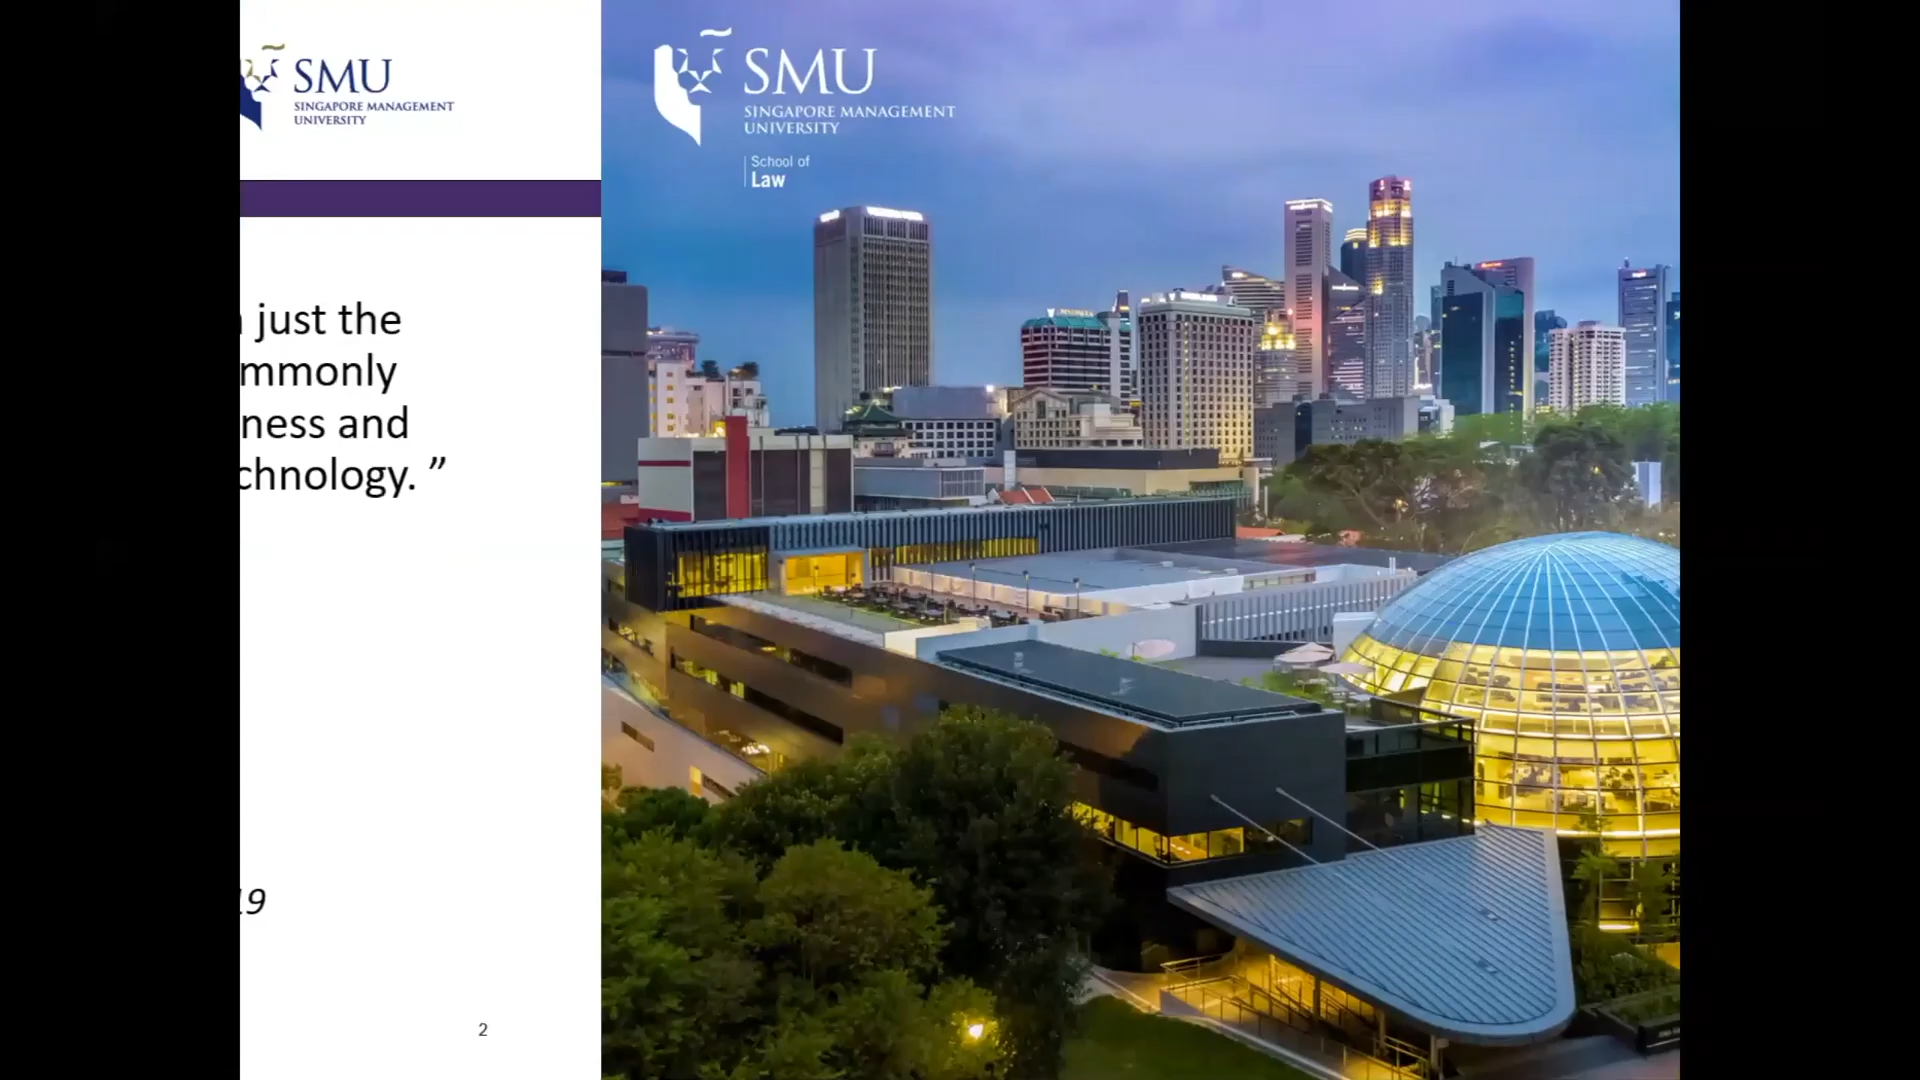 SMU
SINGAPORE MANAGEMENT
UNIVERSITY
just the
mmonly
ness and
chnology. ”
19
2
SMU
SINGAPORE MANAGEMENT
UNIVERSITY
School of
Law